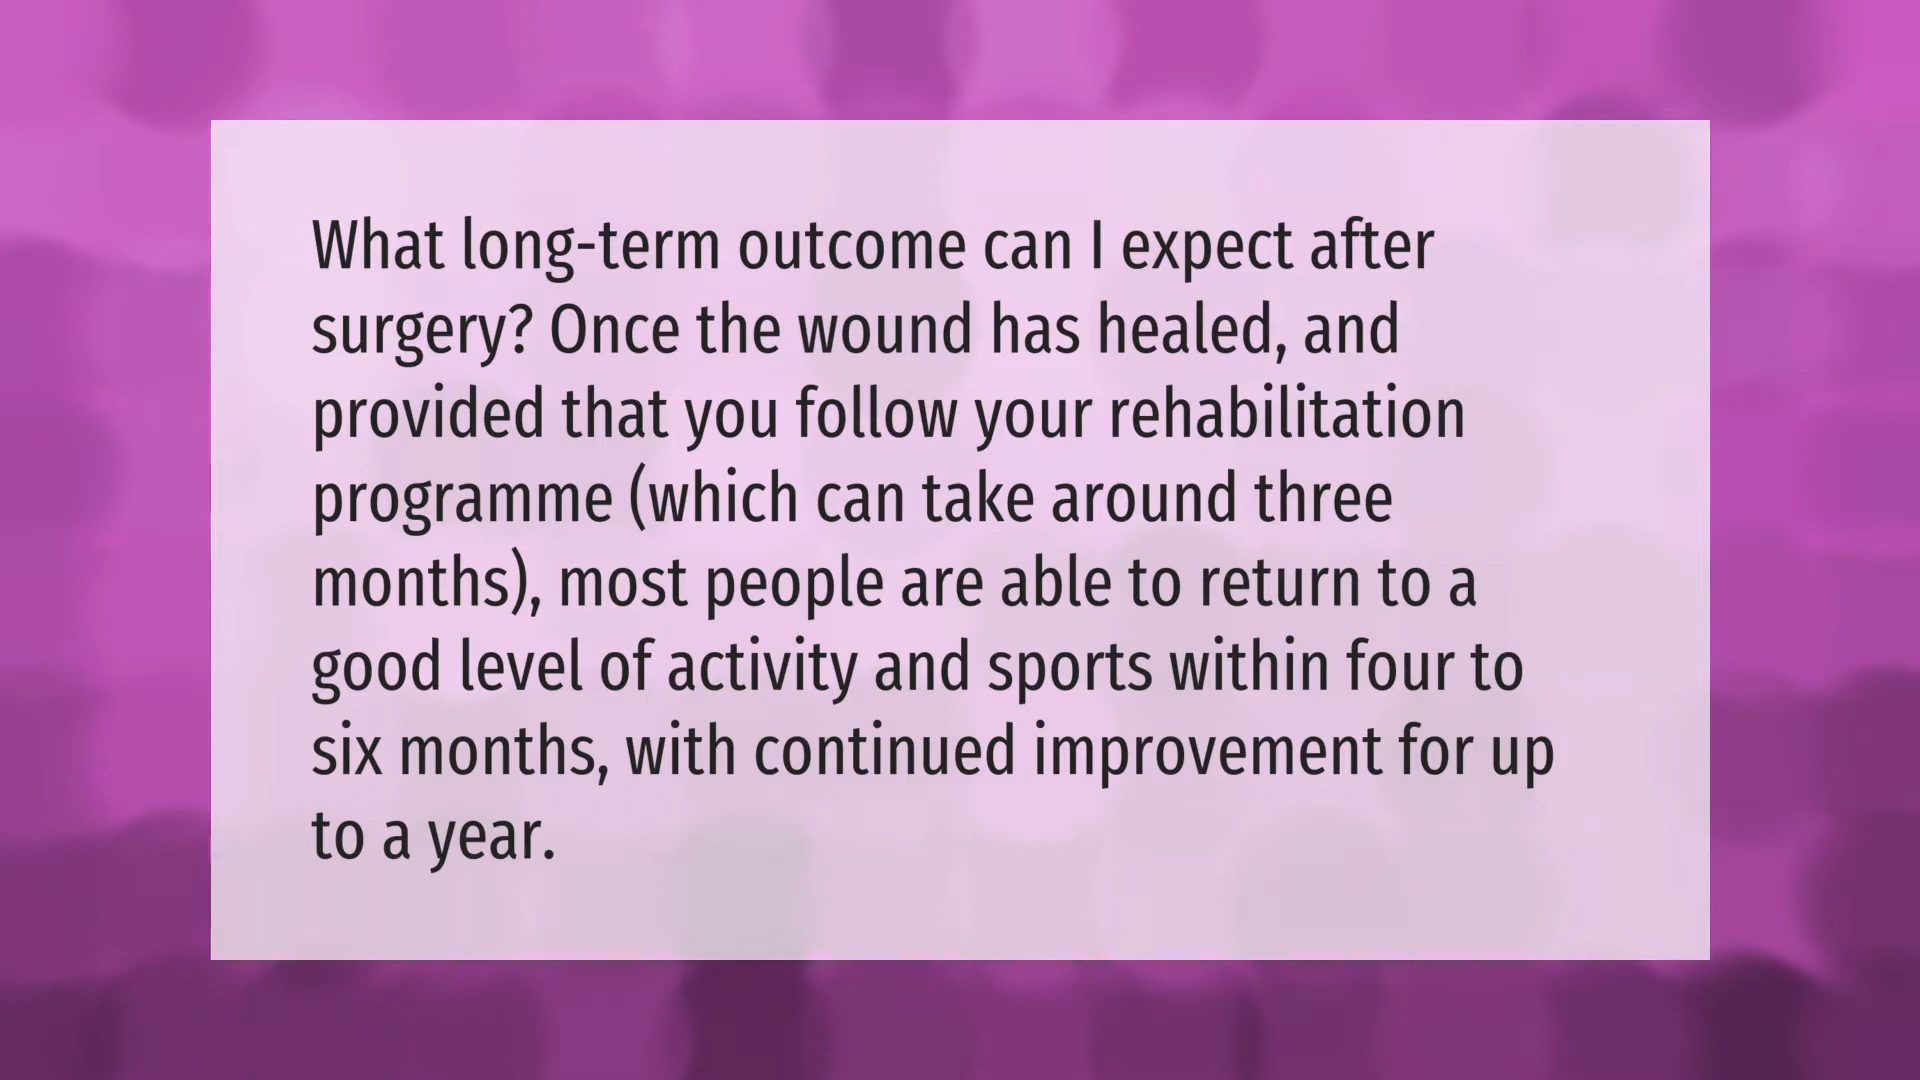 What long-term outcome can I expect after
surgery? Once the wound has healed, and
provided that you follow your rehabilitation
programme (which can take around three
months), most people are able to return to a
good level of activity and sports within four to
six months, with continued improvement for up
to a year.